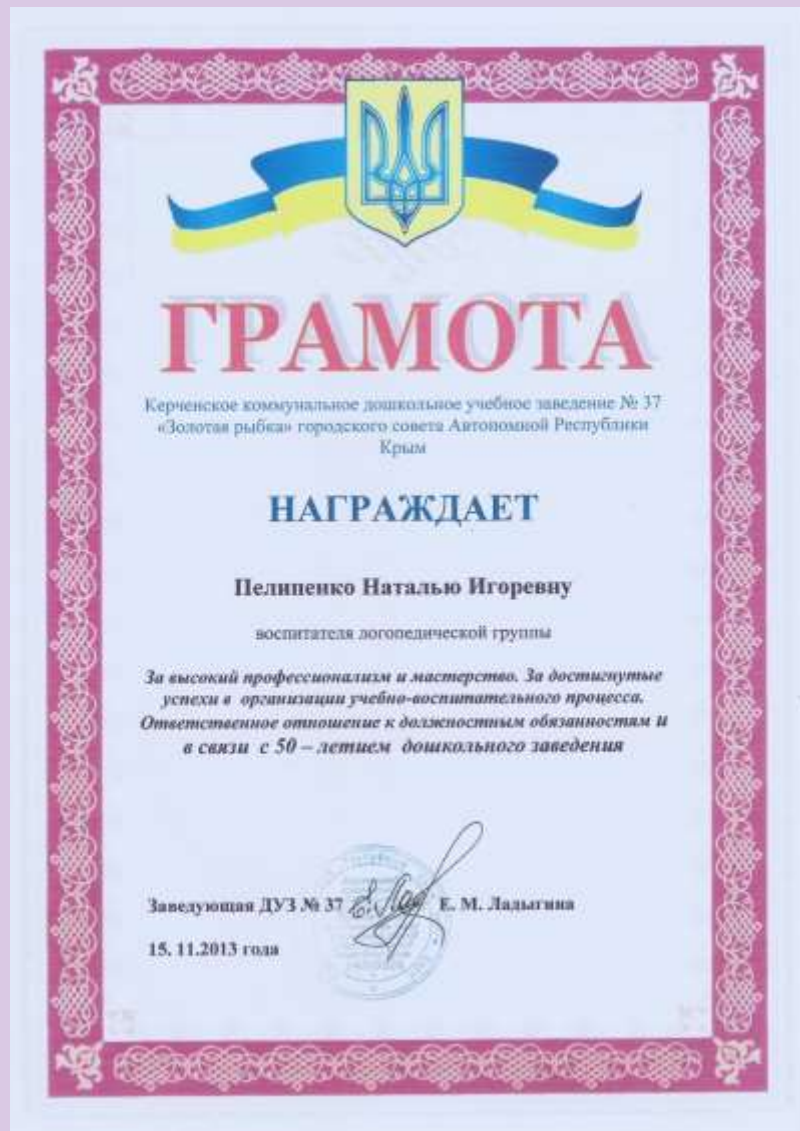 ГРАМОТА
Керченское коммунальное дошкольное учебное заведение № 37
«Золотая рыбка» городского совета Автономной Республики
Крым
НАГРАЖДАЕТ
Пелипенко Наталью Игоревну
воспитателя логопедической группы
За высокий профессионализм и мастерство. За достигнутые
успехи в организации учебно-воспитательного процесса.
Ответственное отношение к должностным обязанностям и
в связи с 50 – летием дошкольного заведения
Заведующая ДУЗ № 37 Е. М. Ладыгина
15. 11.2013 года